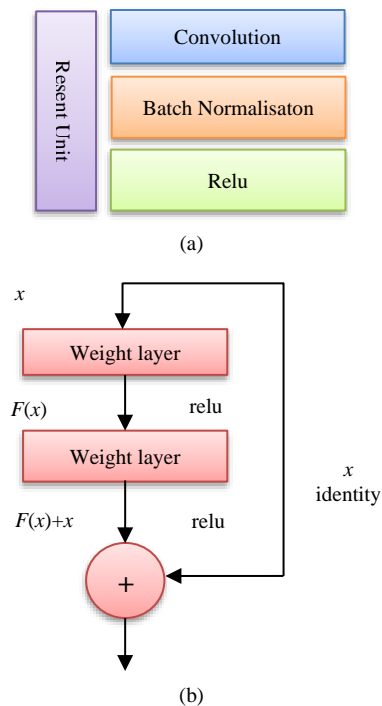 Resent Unit
Convolution
Batch Normalisaton
Relu
(a)
x
Weight layer
F(x)
relu
Weight layer
x
identity
F(x)+x
relu
+
(b)